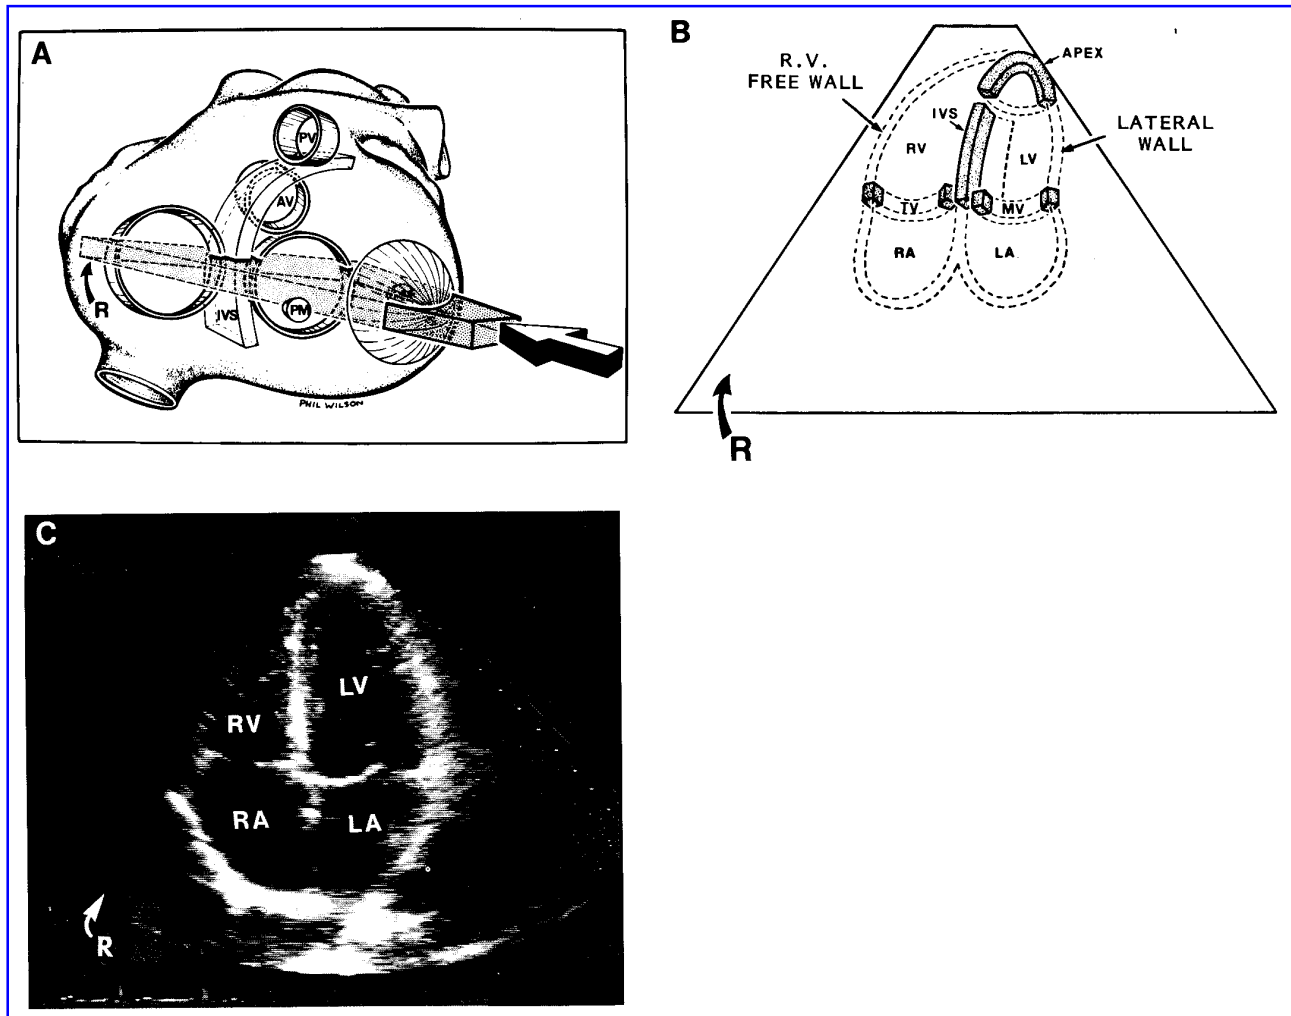 A
PV
AV
PM
IVS
R
PHIL WILSON
B
R.V.
FREE WALL
APEX
IVS
LATERAL
WALL
RV
LV
TV
MV
RA
LA
R
C
LV
RV
RA
LA
R